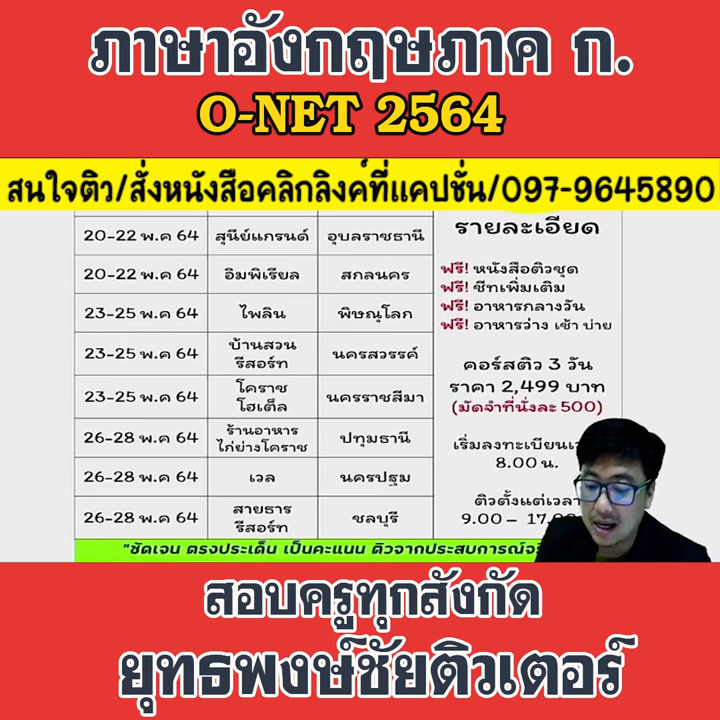 ภาษาอังกฤษภาค ก.
O-NET 2564
สนใจติว/สั่งหนังสือคลิกลิงค์ที่แคปชั่น/097-9645890
20-22 พ.ค 64 สุนีย์แกรนด์ อุบลราชธานี
20-22 พ.ค 64 อิมพีเรียล สกลนคร
23-25 พ.ค 64 ไพลิน พิษณุโลก
23-25 พ.ค 64 บ้านสวน รีสอร์ท นครสวรรค์
23-25 พ.ค 64 โคราช โฮเต็ล นครราชสีมา
26-28 พ.ค 64 ร้านอาหาร ไก่ย่างโคราช ปทุมธานี
26-28 พ.ค 64 เวล นครปฐม
26-28 พ.ค 64 สายธาร รีสอร์ท ชลบุรี
รายละเอียด
ฟรี! หนังสือติวชุด
ฟรี! ชีทเพิ่มเติม
ฟรี! อาหารกลางวัน
ฟรี! อาหารว่าง เช้า บ่าย
คอร์สติว 3 วัน
ราคา 2,499 บาท
(มัดจำที่นั่งละ 500)
เริ่มลงทะเบียน
8.00 น.
ติวตั้งแต่เวลา
9.00 –
"ชัดเจน ตรงประเด็น เป็นคะแนน ติวจากประสบการณ์
สอบครูทุกสังกัด
ยุทธพงษ์ชัยติวเตอร์